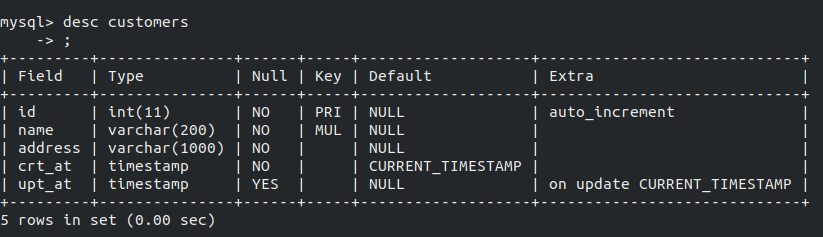 mysql> desc customers
    -> ;
+---------+---------------+------+-----+-------------------+-----------------------------+
| Field   | Type          | Null | Key | Default           | Extra                       |
+---------+---------------+------+-----+-------------------+-----------------------------+
| id      | int(11)       | NO   | PRI | NULL              | auto_increment              |
| name    | varchar(200)  | NO   | MUL | NULL              |                             |
| address | varchar(1000) | NO   |     | NULL              |                             |
| crt_at  | timestamp     | NO   |     | CURRENT_TIMESTAMP |                             |
| upt_at  | timestamp     | YES  |     | NULL              | on update CURRENT_TIMESTAMP |
+---------+---------------+------+-----+-------------------+-----------------------------+
5 rows in set (0.00 sec)